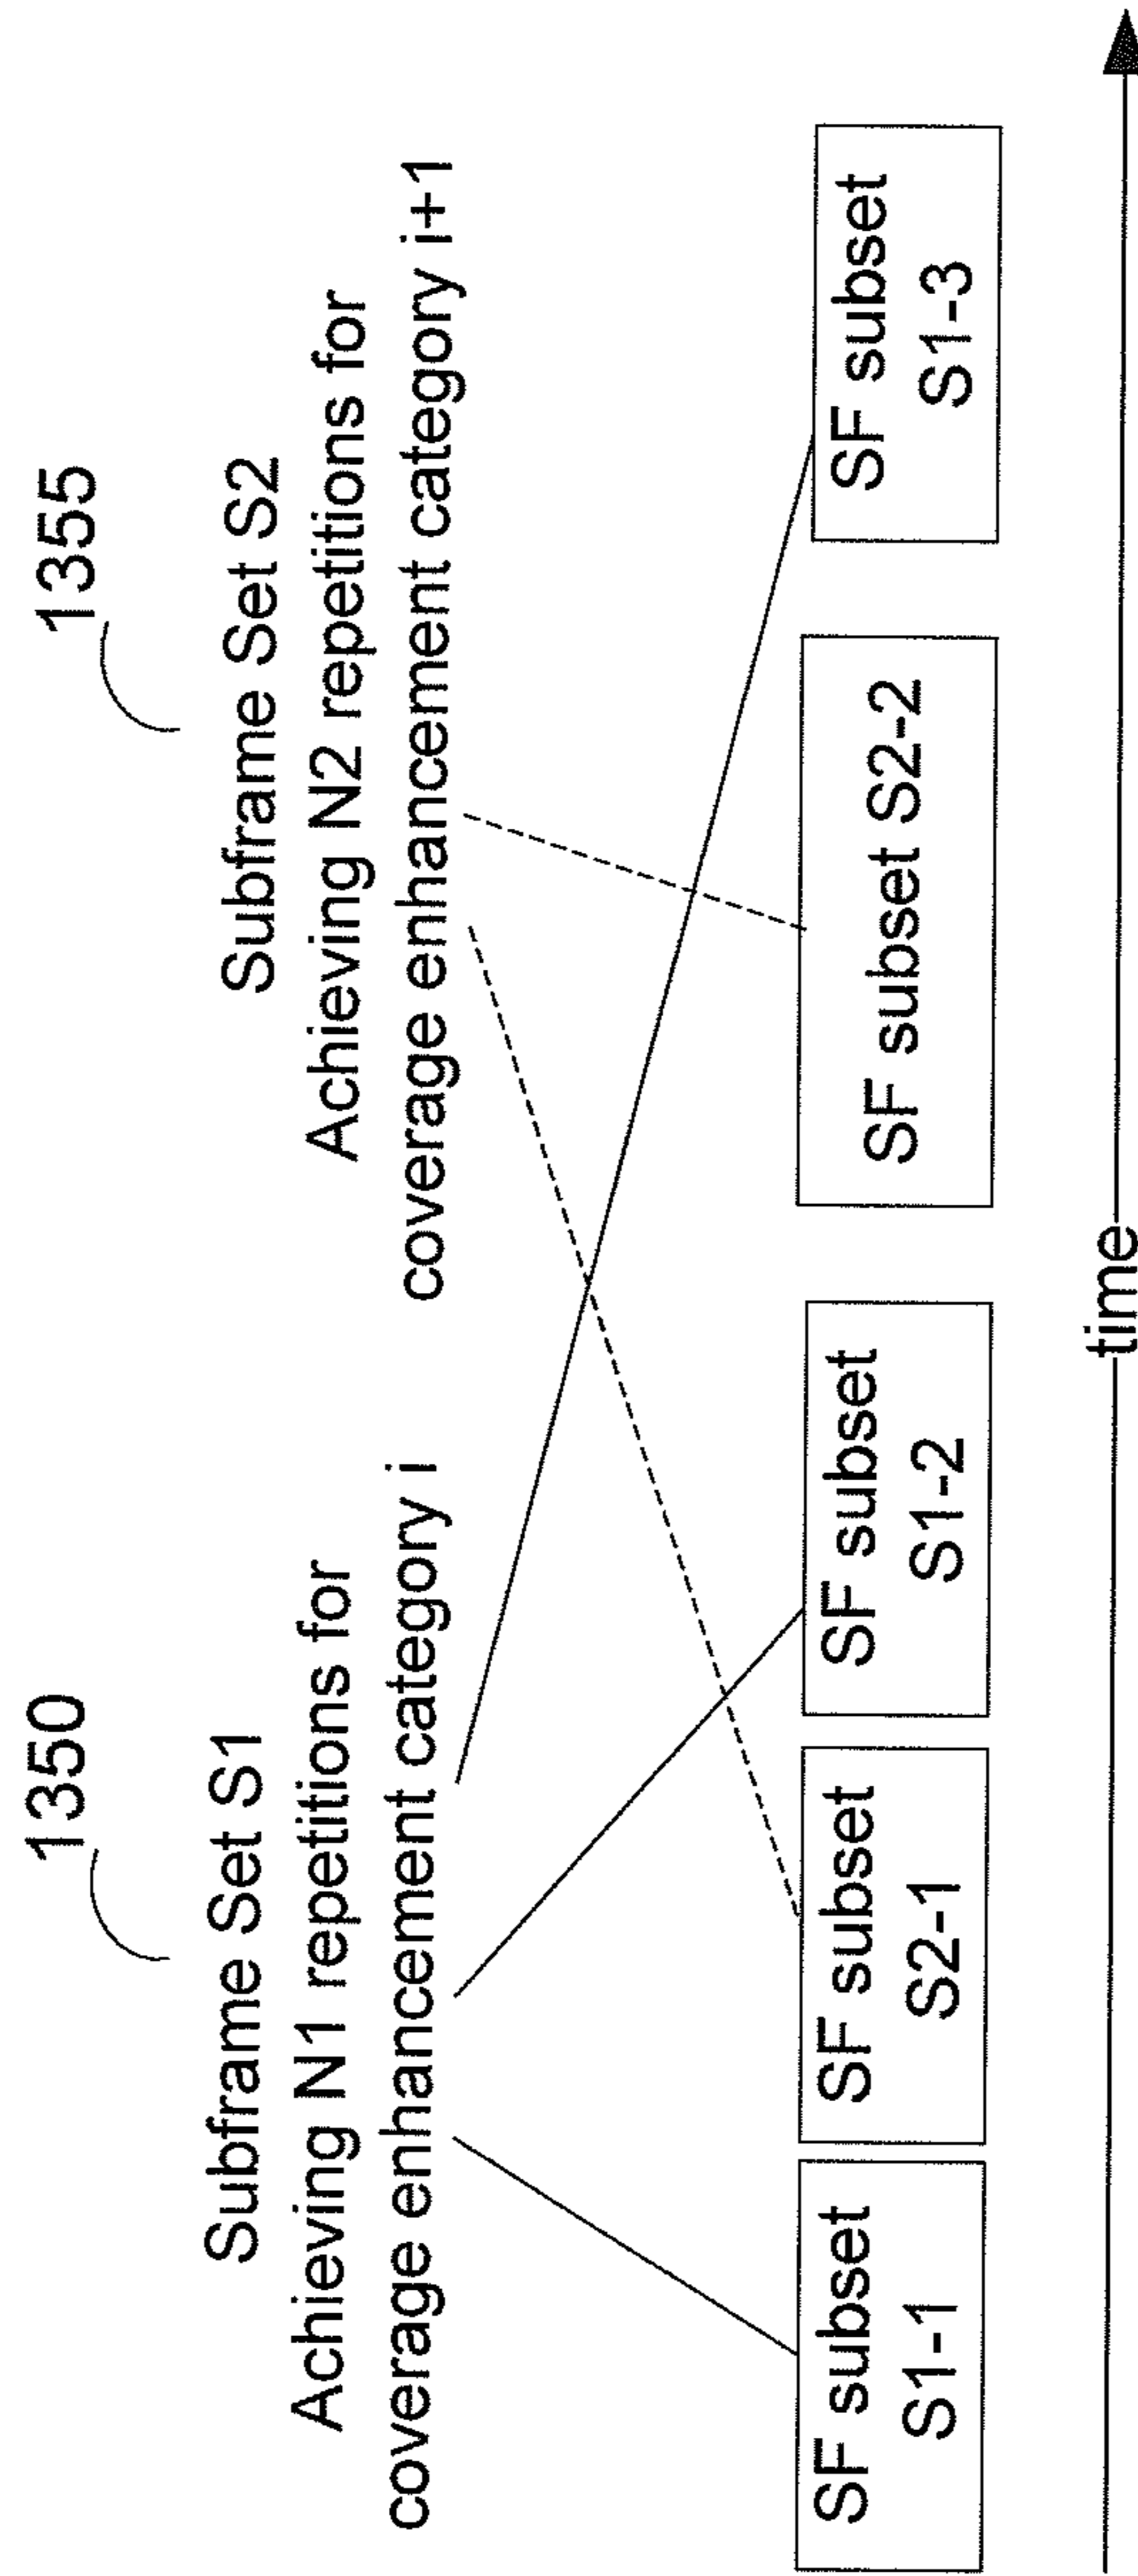 1350
Subframe Set S1
Achieving N1 repetitions for
coverage enhancement category i
1355
Subframe Set S2
Achieving N2 repetitions for
coverage enhancement category i+1
SF subset
S1-1
SF subset
S2-1
SF subset
S1-2
SF subset S2-2
SF subset
S1-3
time